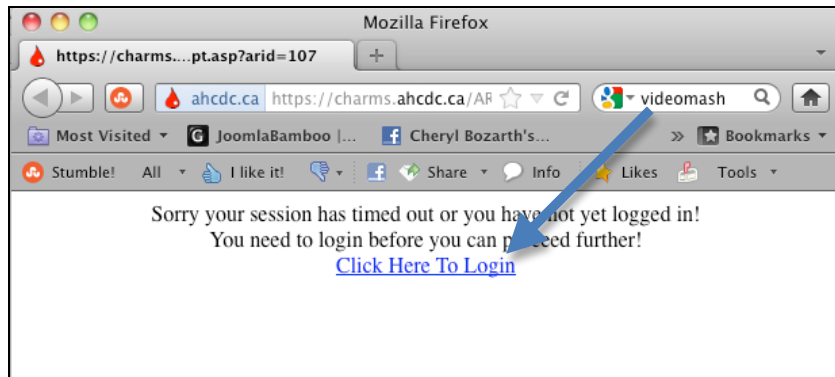 Mozilla Firefox
https://charms....pt.asp?arid=107
ahcdc.ca https://charms.ahcdc.ca/AR videomash
Most Visited JoomlaBamboo |... Cheryl Bozarth's... » Bookmarks
Stumble! All I like it! Share Info Likes Tools
Sorry your session has timed out or you have not yet logged in!
You need to login before you can proceed further!
Click Here To Login